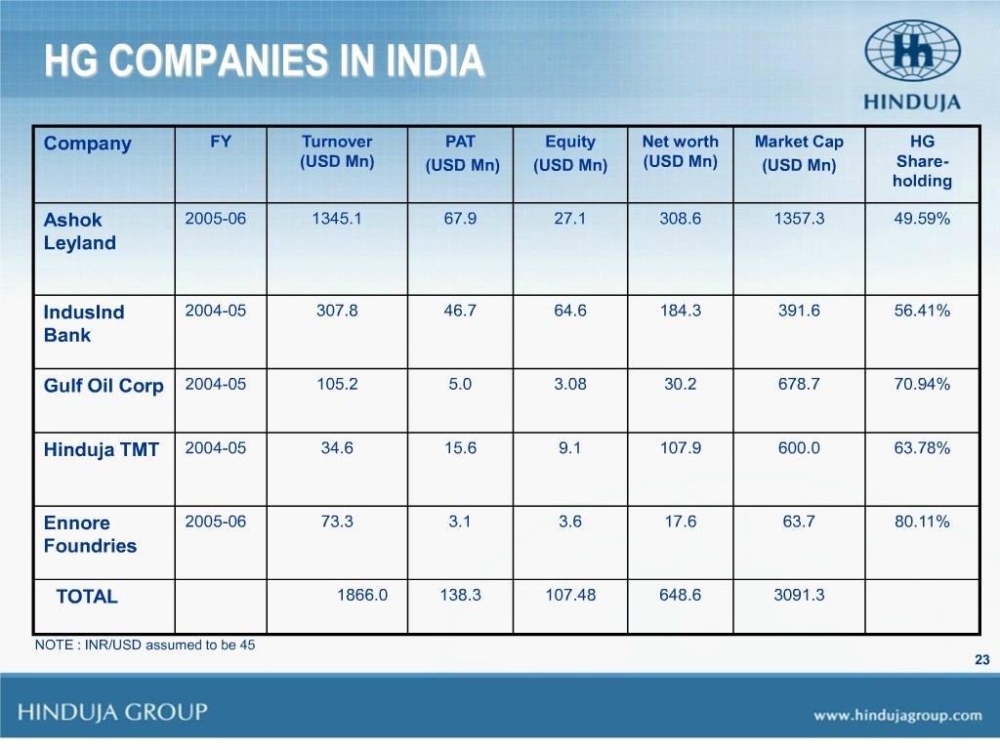 HG COMPANIES IN INDIA
Hn
HINDUJA
Company FY Turnover (USD Mn) PAT (USD Mn) Equity (USD Mn) Net worth (USD Mn) Market Cap (USD Mn) HG Share-holding
Ashok Leyland 2005-06 1345.1 67.9 27.1 308.6 1357.3 49.59%
IndusInd Bank 2004-05 307.8 46.7 64.6 184.3 391.6 56.41%
Gulf Oil Corp 2004-05 105.2 5.0 3.08 30.2 678.7 70.94%
Hinduja TMT 2004-05 34.6 15.6 9.1 107.9 600.0 63.78%
Ennore Foundries 2005-06 73.3 3.1 3.6 17.6 63.7 80.11%
TOTAL 1866.0 138.3 107.48 648.6 3091.3
NOTE : INR/USD assumed to be 45
23
HINDUJA GROUP
www.hindujagroup.com